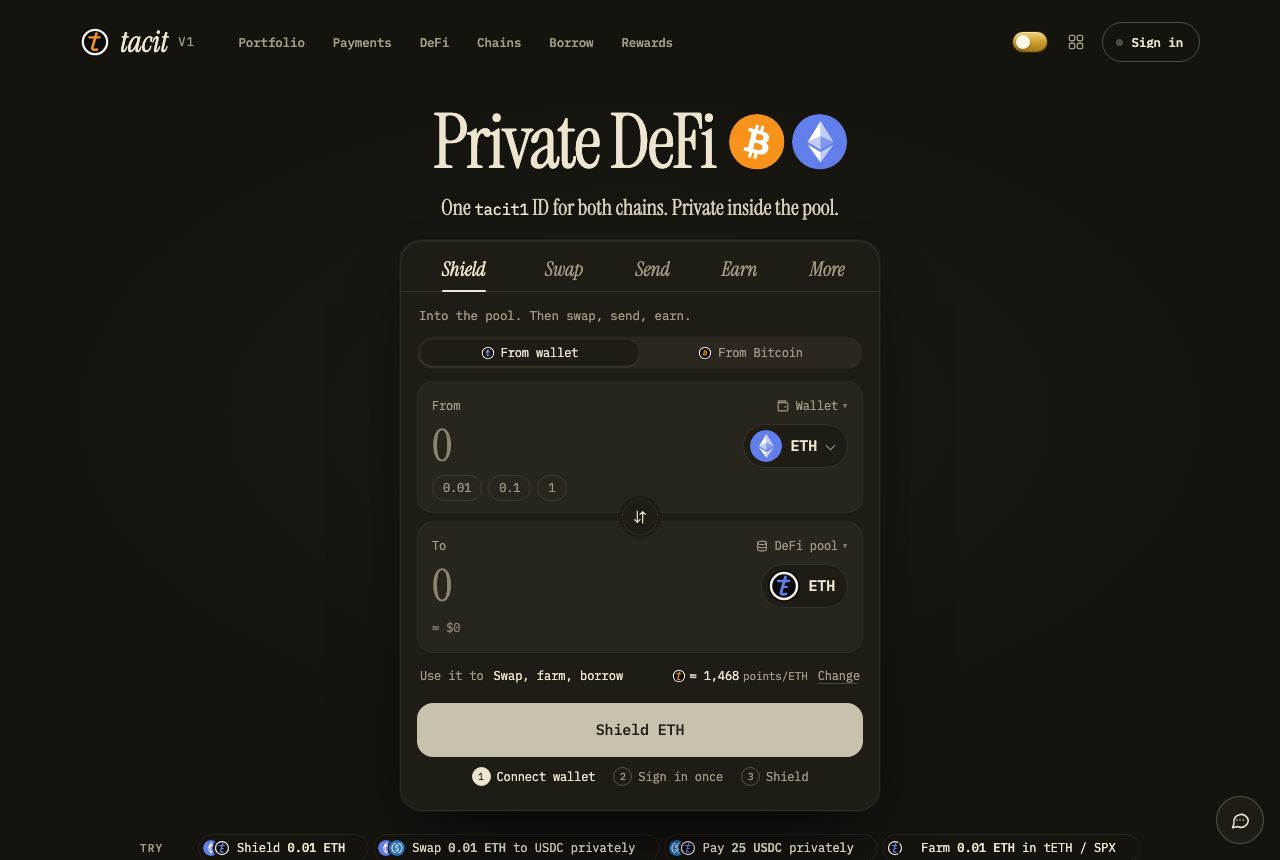 tacit V1 Portfolio Payments DeFi Chains Borrow Rewards Sign in
Private DeFi
One tacit1 ID for both chains. Private inside the pool.
Shield Swap Send Earn More
Into the pool. Then swap, send, earn.
From wallet From Bitcoin
From Wallet
0 ETH
0.01 0.1 1
To DeFi pool
0 ETH
≈ $0
Use it to Swap, farm, borrow ≈ 1,468 points/ETH Change
Shield ETH
1 Connect wallet 2 Sign in once 3 Shield
TRY Shield 0.01 ETH Swap 0.01 ETH to USDC privately Pay 25 USDC privately Farm 0.01 ETH in tETH / SPX